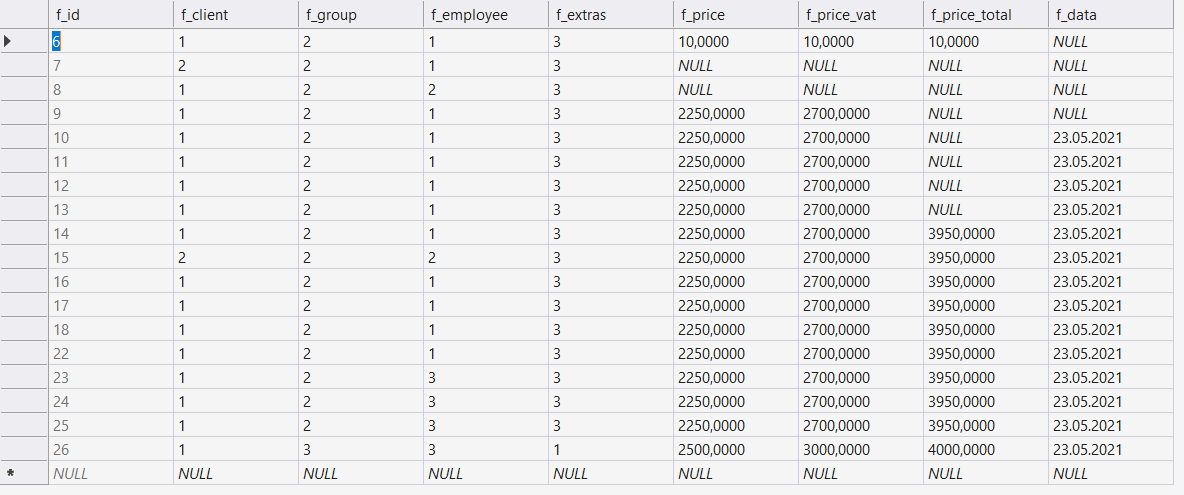 f_id f_client f_group f_employee f_extras f_price f_price_vat f_price_total f_data
6 1 2 1 3 10,0000 10,0000 10,0000 NULL
7 2 2 1 3 NULL NULL NULL NULL
8 1 2 2 3 NULL NULL NULL NULL
9 1 2 1 3 2250,0000 2700,0000 NULL NULL
10 1 2 1 3 2250,0000 2700,0000 NULL 23.05.2021
11 1 2 1 3 2250,0000 2700,0000 NULL 23.05.2021
12 1 2 1 3 2250,0000 2700,0000 NULL 23.05.2021
13 1 2 1 3 2250,0000 2700,0000 NULL 23.05.2021
14 1 2 1 3 2250,0000 2700,0000 3950,0000 23.05.2021
15 2 2 2 3 2250,0000 2700,0000 3950,0000 23.05.2021
16 1 2 1 3 2250,0000 2700,0000 3950,0000 23.05.2021
17 1 2 1 3 2250,0000 2700,0000 3950,0000 23.05.2021
18 1 2 1 3 2250,0000 2700,0000 3950,0000 23.05.2021
22 1 2 1 3 2250,0000 2700,0000 3950,0000 23.05.2021
23 1 2 3 3 2250,0000 2700,0000 3950,0000 23.05.2021
24 1 2 3 3 2250,0000 2700,0000 3950,0000 23.05.2021
25 1 2 3 3 2250,0000 2700,0000 3950,0000 23.05.2021
26 1 3 3 1 2500,0000 3000,0000 4000,0000 23.05.2021
* NULL NULL NULL NULL NULL NULL NULL NULL NULL